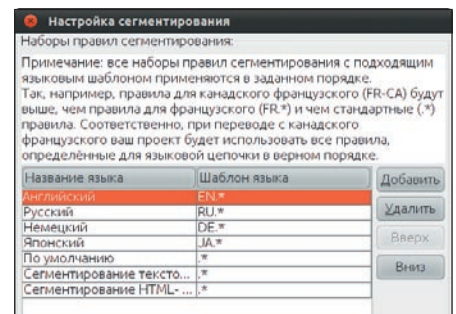 Настройка сегментирования
Наборы правил сегментирования:
Примечание: все наборы правил сегментирования с подходящим
языковым шаблоном применяются в заданном порядке.
Так, например, правила для канадского французского (FR-CA) будут
выше, чем правила для французского (FR.*) и чем стандартные (.*)
правила. Соответственно, при переводе с канадского
французского ваш проект будет использовать все правила,
определённые для языковой цепочки в верном порядке.
Название языка Шаблон языка Добавить
Английский EN.*
Русский RU.* Удалить
Немецкий DE.*
Японский JA.* Вверх
По умолчанию .*
Сегментирование тексто... .* Вниз
Сегментирование HTML- ... .*